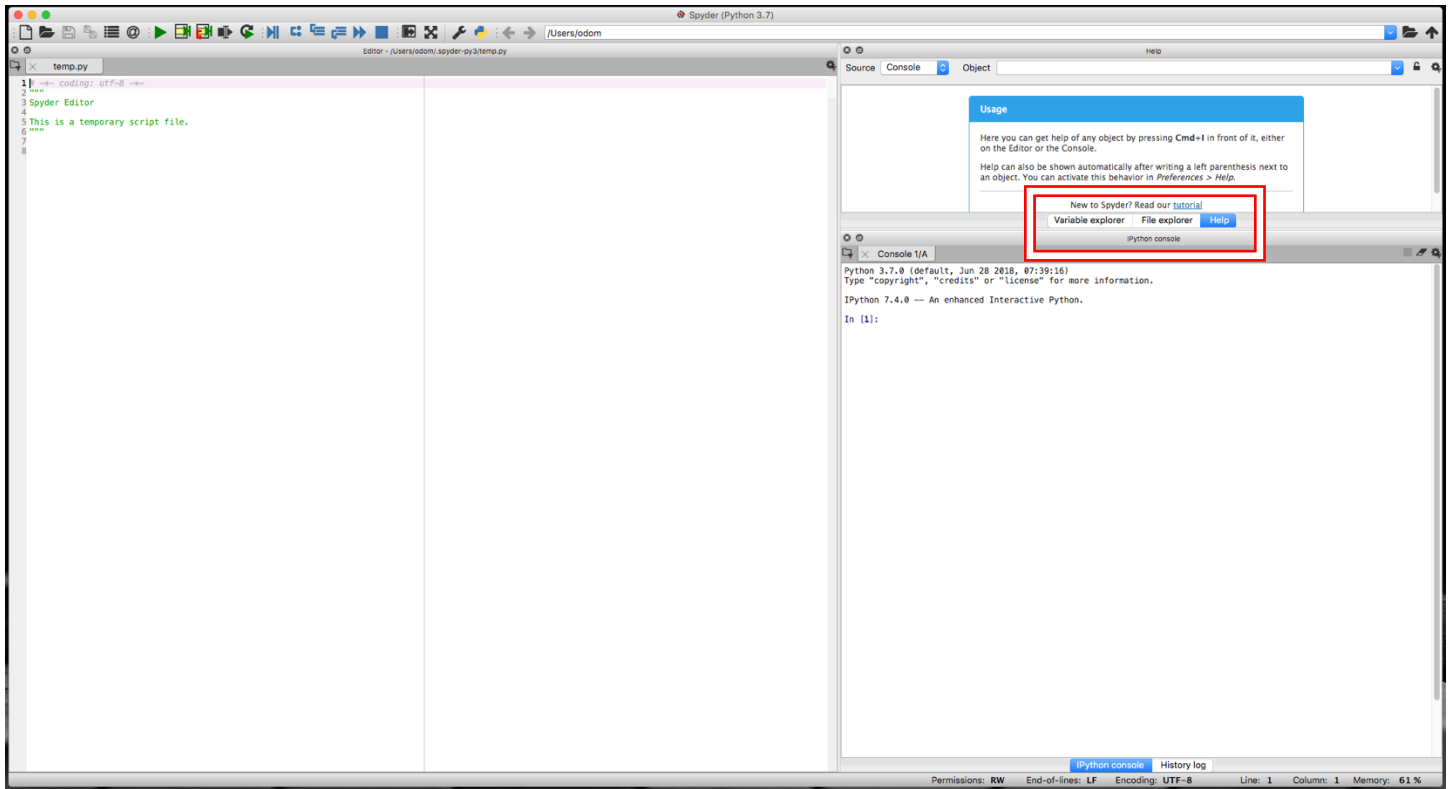 Spyder (Python 3.7)
/Users/odom
Editor - /Users/odom/.spyder-py3/temp.py
temp.py
1 # -*- coding: utf-8 -*-
2 """
3 Spyder Editor
4
5 This is a temporary script file.
6 """
7
8
Help
Source Console Object
Usage
Here you can get help of any object by pressing Cmd+I in front of it, either
on the Editor or the Console.
Help can also be shown automatically after writing a left parenthesis next to
an object. You can activate this behavior in Preferences > Help.
New to Spyder? Read our tutorial
Variable explorer File explorer Help
IPython console
Console 1/A
Python 3.7.0 (default, Jun 28 2018, 07:39:16)
Type "copyright", "credits" or "license" for more information.
IPython 7.4.0 -- An enhanced Interactive Python.
In [1]:
IPython console History log
Permissions: RW End-of-lines: LF Encoding: UTF-8 Line: 1 Column: 1 Memory: 61 %